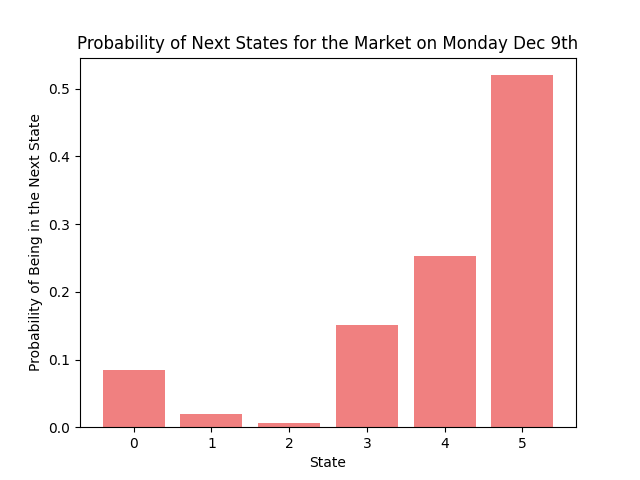 Probability of Next States for the Market on Monday Dec 9th
Probability of Being in the Next State
0.5
0.4
0.3
0.2
0.1
0.0
0 1 2 3 4 5
State